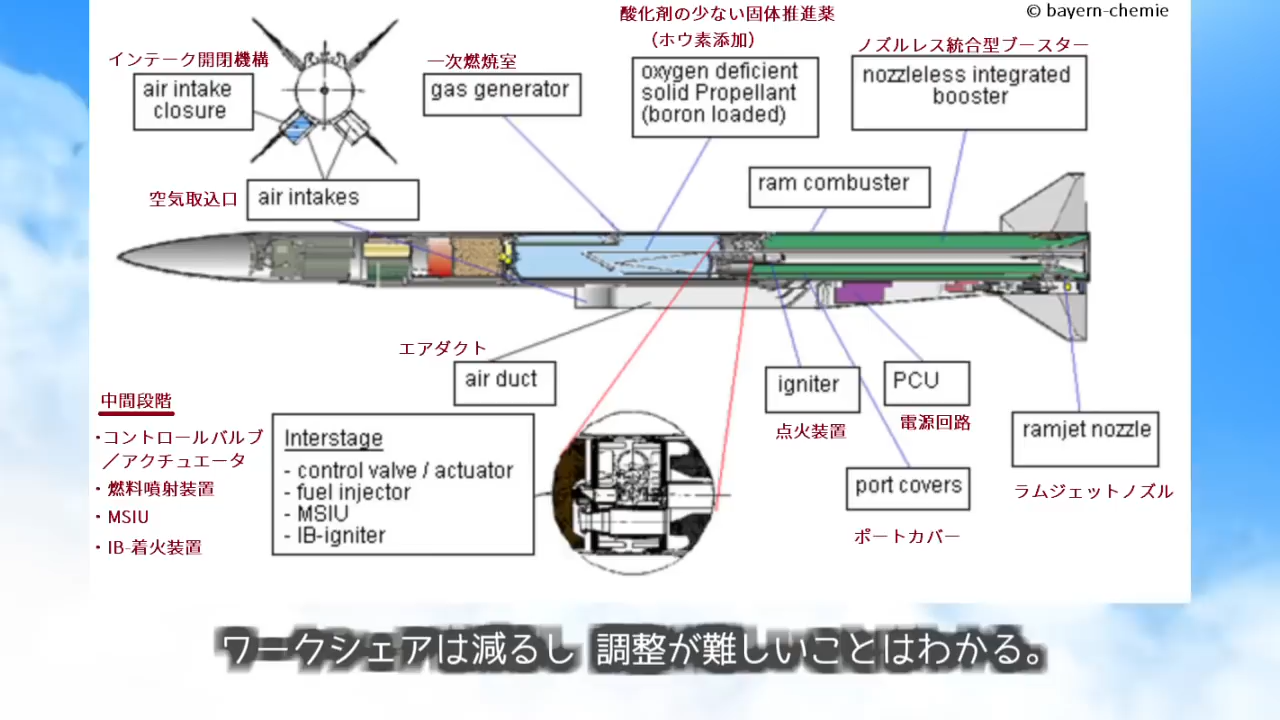 酸化剤の少ない固体推進薬
（ホウ素添加）
© bayern-chemie
インテーク開閉機構
air intake
closure
一次燃焼室
gas generator
oxygen deficient
solid Propellant
(boron loaded)
ノズルレス統合型ブースター
nozzleless integrated
booster
空気取込口
air intakes
ram combuster
エアダクト
air duct
igniter
点火装置
PCU
電源回路
ramjet nozzle
ラムジェットノズル
port covers
ポートカバー
中間段階
・コントロールバルブ
／アクチュエータ
・燃料噴射装置
・MSIU
・IB-着火装置
Interstage
- control valve / actuator
- fuel injector
- MSIU
- IB-igniter
ワークシェアは減るし 調整が難しいことはわかる。